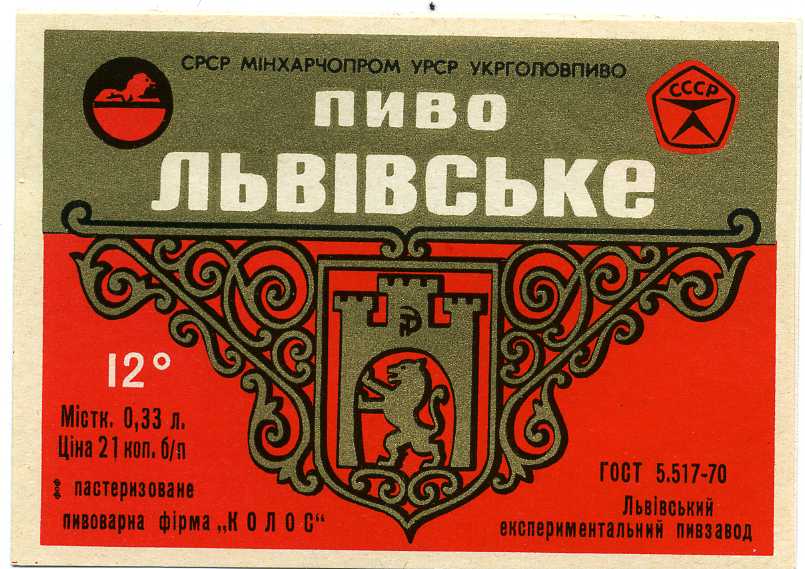 СРСР МІНХАРЧОПРОМ УРСР УКРГОЛОВПИВО
СССР
ПИВО
ЛЬВІВСЬКЕ
12°
Містк. 0,33 л.
Ціна 21 коп. б/п
пастеризоване
пивоварна фірма „КОЛОС“
ГОСТ 5.517-70
Львівський
експериментальний пивзавод